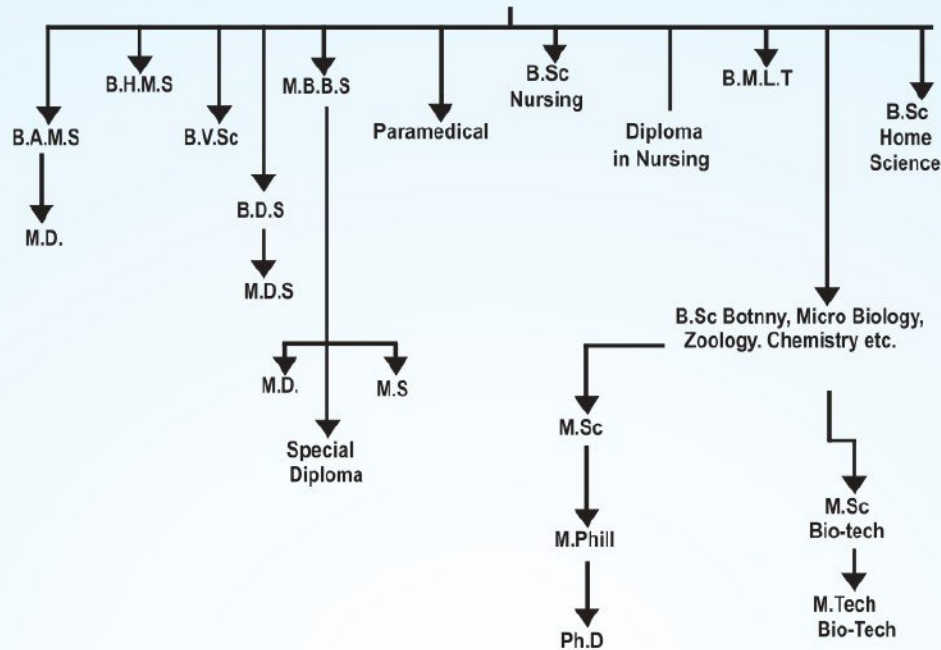 B.A.M.S
M.D.
B.H.M.S
B.V.Sc
B.D.S
M.D.S
M.B.B.S
M.D.
M.S
Special
Diploma
Paramedical
B.Sc
Nursing
Diploma
in Nursing
B.M.L.T
B.Sc Botnny, Micro Biology,
Zoology. Chemistry etc.
M.Sc
M.Phill
Ph.D
M.Sc
Bio-tech
M.Tech
Bio-Tech
B.Sc
Home
Science